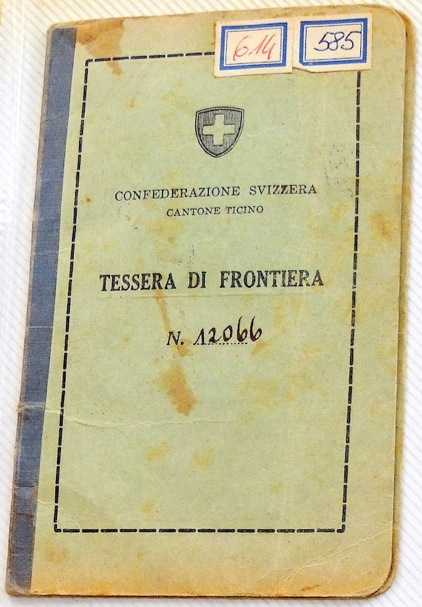 614 585
CONFEDERAZIONE SVIZZERA
CANTONE TICINO
TESSERA DI FRONTIERA
N. 12066